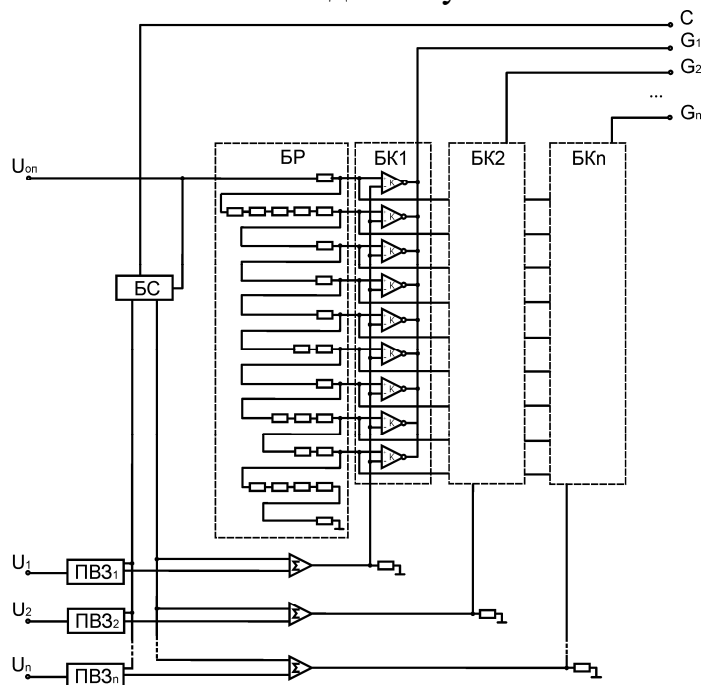 C
G₁
G₂
...
Gₙ
БР
БК1
БК2
БКn
Uоп
К
К
К
К
К
К
К
К
К
БС
U₁
ПВЗ₁
Σ
U₂
ПВЗ₂
Σ
Uₙ
ПВЗₙ
Σ